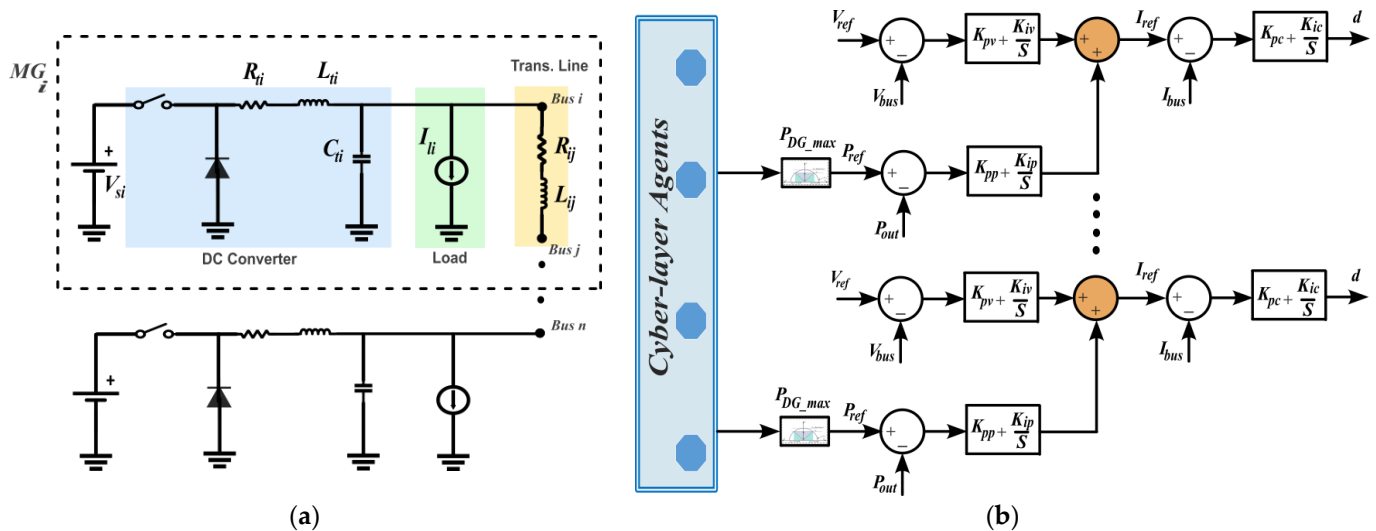 MG_i
R_ti
L_ti
Trans. Line
Bus i
V_si
+
C_ti
I_li
R_ij
L_ij
DC Converter
Load
Bus j
Bus n
+
(a)
Cyber-layer Agents
V_ref
+
−
V_bus
K_pv + K_iv/S
+
+
I_ref
+
−
I_bus
K_pc + K_ic/S
d
P_DG_max
P_ref
+
−
P_out
K_pp + K_ip/S
V_ref
+
−
V_bus
K_pv + K_iv/S
+
+
I_ref
+
−
I_bus
K_pc + K_ic/S
d
P_DG_max
P_ref
+
−
P_out
K_pp + K_ip/S
(b)